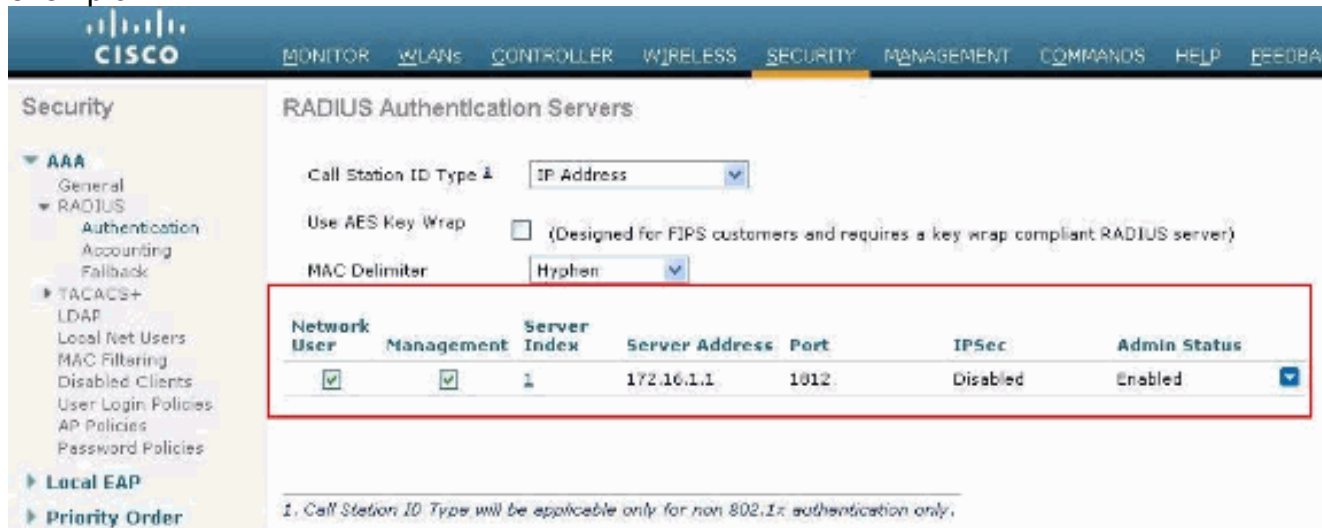 CISCO
MONITOR WLANs CONTROLLER WIRELESS SECURITY MANAGEMENT COMMANDS HELP FEEDBA
Security
AAA
General
RADIUS
Authentication
Accounting
Fallback
TACACS+
LDAP
Local Net Users
MAC Filtering
Disabled Clients
User Login Policies
AP Policies
Password Policies
Local EAP
Priority Order
RADIUS Authentication Servers
Call Station ID Type 1 IP Address
Use AES Key Wrap (Designed for FIPS customers and requires a key wrap compliant RADIUS server)
MAC Delimiter Hyphen
Network User Management Server Index Server Address Port IPSec Admin Status
1 172.16.1.1 1812 Disabled Enabled
1. Call Station ID Type will be applicable only for non 802.1x authentication only.